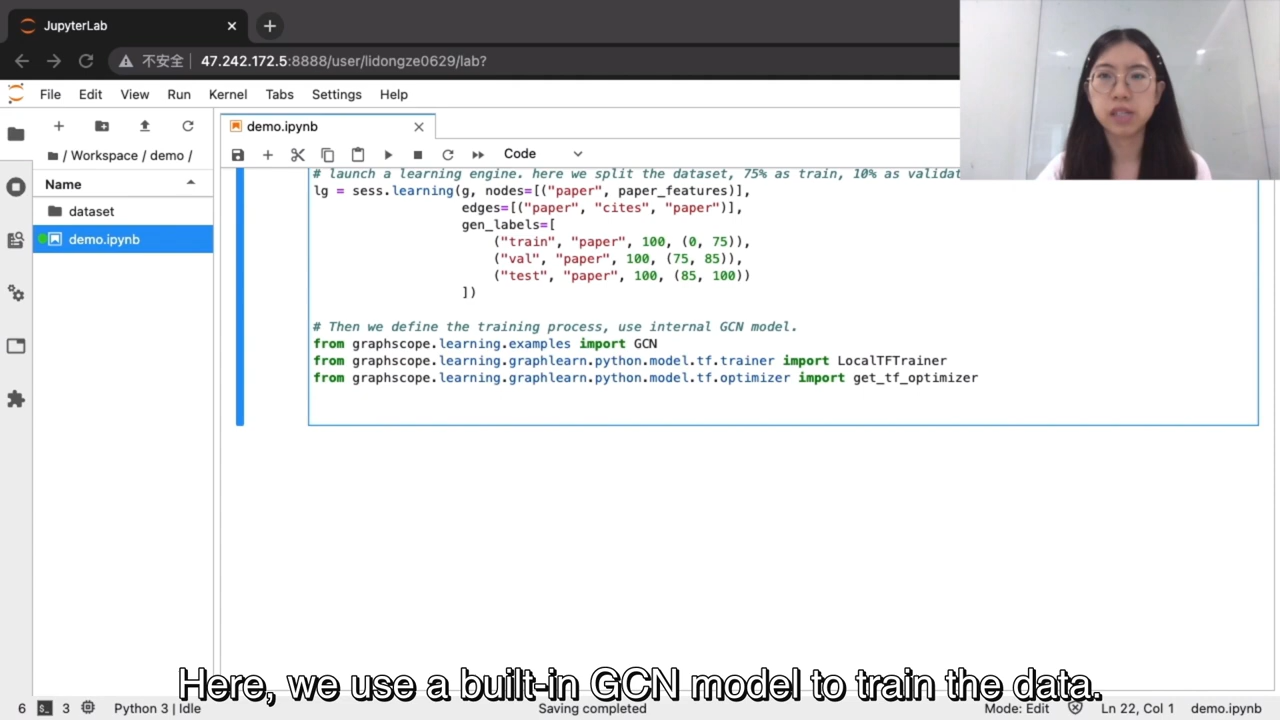 JupyterLab
不安全
47.242.172.5:8888/user/lidongze0629/lab?
File Edit View Run Kernel Tabs Settings Help
demo.ipynb
/ Workspace / demo /
Code
Name
dataset
demo.ipynb
# launch a learning engine. here we split the dataset, 75% as train, 10% as validat
lg = sess.learning(g, nodes=[("paper", paper_features)],
edges=[("paper", "cites", "paper")],
gen_labels=[
("train", "paper", 100, (0, 75)),
("val", "paper", 100, (75, 85)),
("test", "paper", 100, (85, 100))
])
# Then we define the training process, use internal GCN model.
from graphscope.learning.examples import GCN
from graphscope.learning.graphlearn.python.model.tf.trainer import LocalTFTrainer
from graphscope.learning.graphlearn.python.model.tf.optimizer import get_tf_optimizer
Here, we use a built-in GCN model to train the data.
6 3 Python 3 | Idle Saving completed Mode: Edit Ln 22, Col 1 demo.ipynb